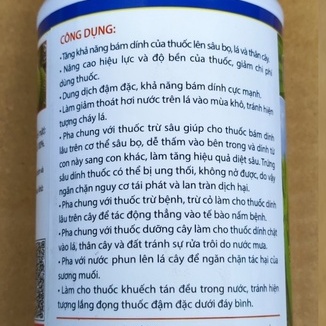 CÔNG DỤNG:
• Tăng khả năng bám dính của thuốc lên sâu bọ, lá và thân cây.
• Nâng cao hiệu lực và độ bền của thuốc, giảm chi phí
dùng thuốc.
• Dung dịch đậm đặc, khả năng bám dính cực mạnh.
• Làm giảm thoát hơi nước trên lá vào mùa khô, tránh hiện
tượng cháy lá.
• Pha chung với thuốc trừ sâu giúp cho thuốc bám dính
lâu trên cơ thể sâu bọ, dễ thấm vào bên trong và dính từ
con này sang con khác, làm tăng hiệu quả diệt sâu. Trứng
sâu dính thuốc có thể bị ung thối, không nở được, do vậy
ngăn chặn nguy cơ tái phát và lan tràn dịch hại.
• Pha chung với thuốc trừ bệnh, trừ cỏ làm cho thuốc dính
lâu trên cây để tác động thẳng vào tế bào nấm bệnh.
• Pha chung với thuốc dưỡng cây làm cho thuốc dính chặt
vào lá, thân cây và đất tránh sự rửa trôi do nước mưa.
• Pha với nước phun lên lá cây để ngăn chặn tác hại của
sương muối.
• Làm cho thuốc khuếch tán đều trong nước, tránh hiện
tượng lắng đọng thuốc đậm đặc dưới đáy bình.